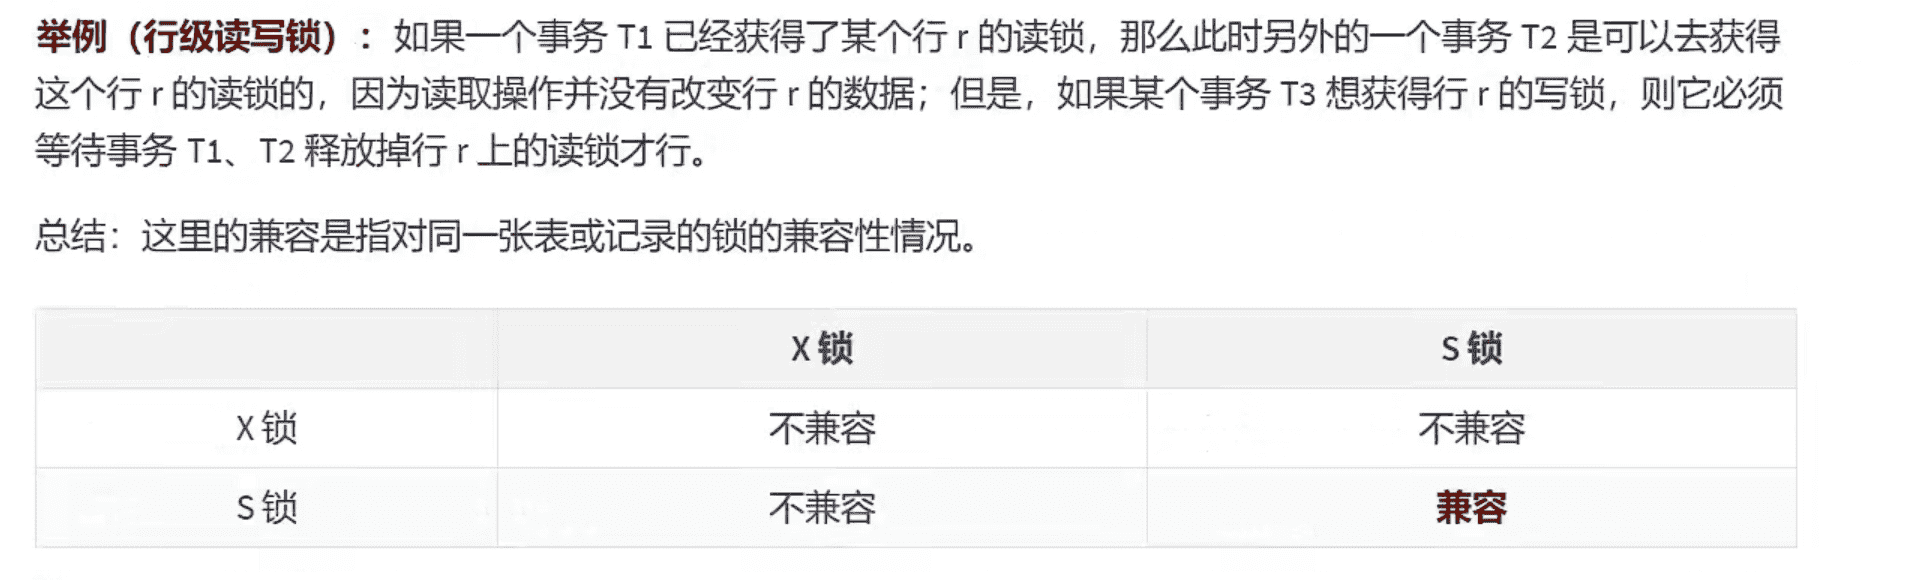 举例（行级读写锁）：如果一个事务 T1 已经获得了某个行 r 的读锁，那么此时另外的一个事务 T2 是可以去获得
这个行 r 的读锁的，因为读取操作并没有改变行 r 的数据；但是，如果某个事务 T3 想获得行 r 的写锁，则它必须
等待事务 T1、T2 释放掉行 r 上的读锁才行。
总结：这里的兼容是指对同一张表或记录的锁的兼容性情况。
X 锁 S 锁
X 锁 不兼容 不兼容
S 锁 不兼容 兼容